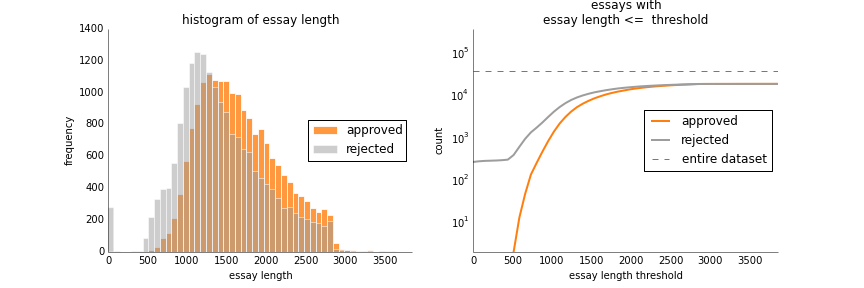 histogram of essay length
1400
1200
1000
800
600
400
200
0
frequency
0 500 1000 1500 2000 2500 3000 3500
essay length
approved
rejected
essays with
essay length <= threshold
10^5
10^4
10^3
10^2
10^1
count
0 500 1000 1500 2000 2500 3000 3500
essay length threshold
approved
rejected
entire dataset